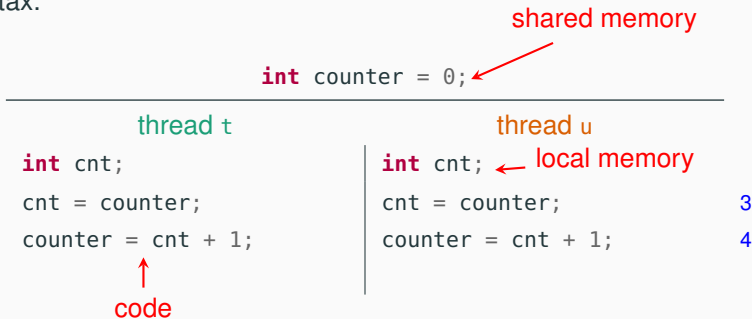 tax.
shared memory
int counter = 0;
thread t thread u
int cnt; int cnt; local memory
cnt = counter; cnt = counter; 3
counter = cnt + 1; counter = cnt + 1; 4
code